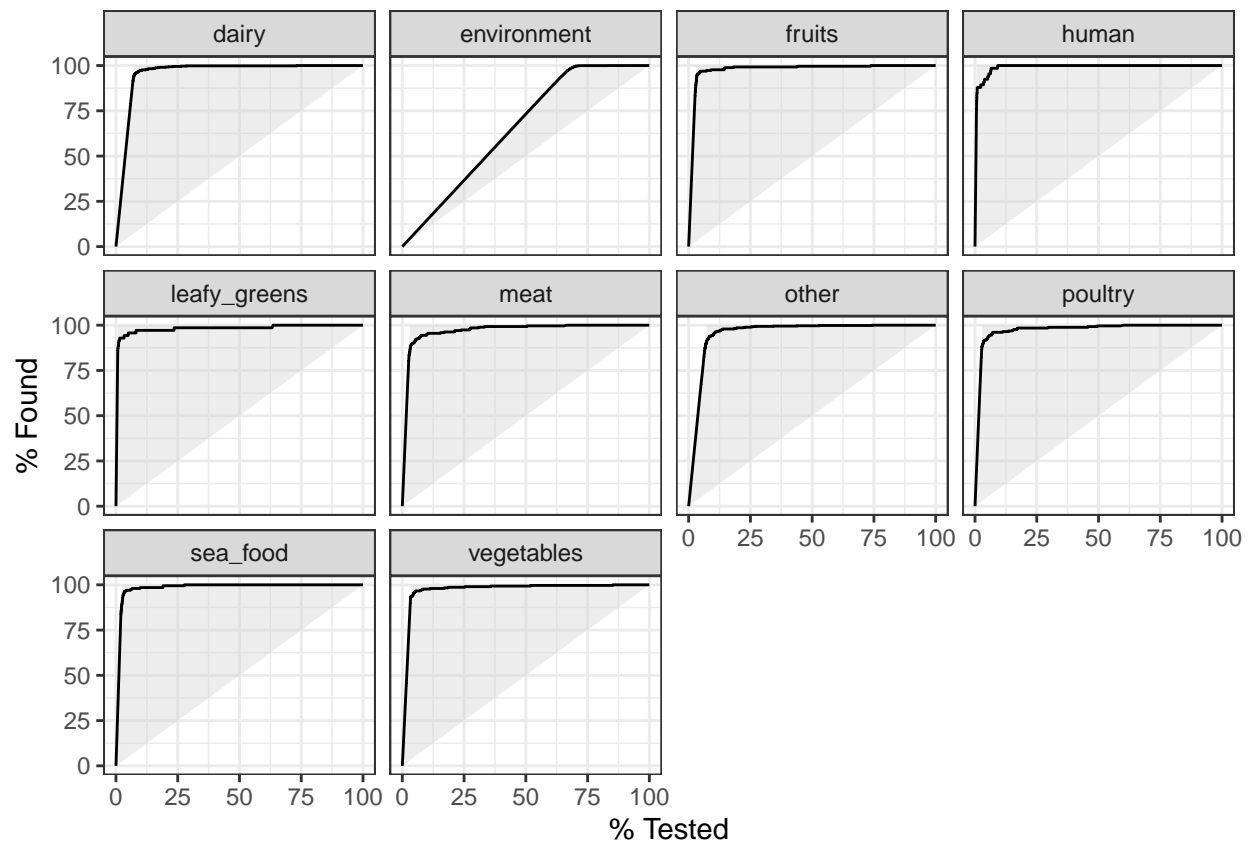 dairy environment fruits human
100
75
50
25
0
leafy_greens meat other poultry
100
75
50
25
0
0 25 50 75 100 0 25 50 75 100
sea_food vegetables
100
75
50
25
0
0 25 50 75 100 0 25 50 75 100
% Tested
% Found